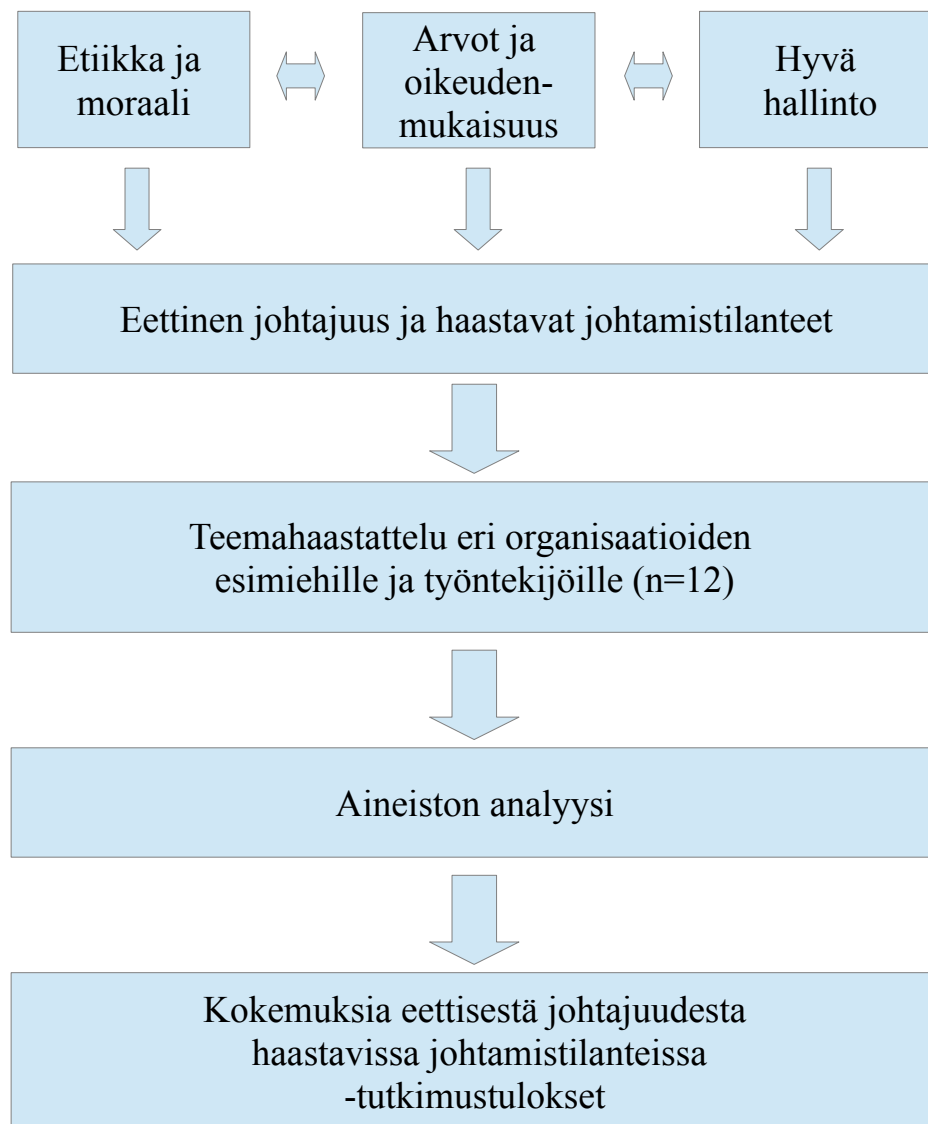 Etiikka ja
moraali
Arvot ja
oikeuden-
mukaisuus
Hyvä
hallinto
Eettinen johtajuus ja haastavat johtamistilanteet
Teemahaastattelu eri organisaatioiden
esimiehille ja työntekijöille (n=12)
Aineiston analyysi
Kokemuksia eettisestä johtajuudesta
haastavissa johtamistilanteissa
-tutkimustulokset